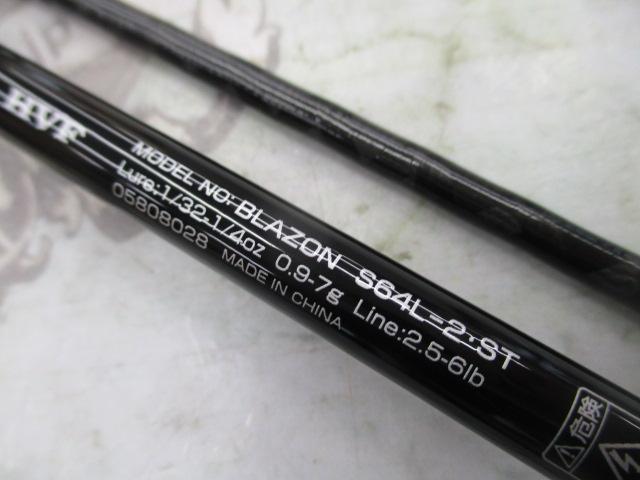 HVF
MODEL NO: BLAZON S64L-2・ST
Lure:1/32-1/4oz 0.9-7g Line:2.5-6lb
05808028 MADE IN CHINA
危険